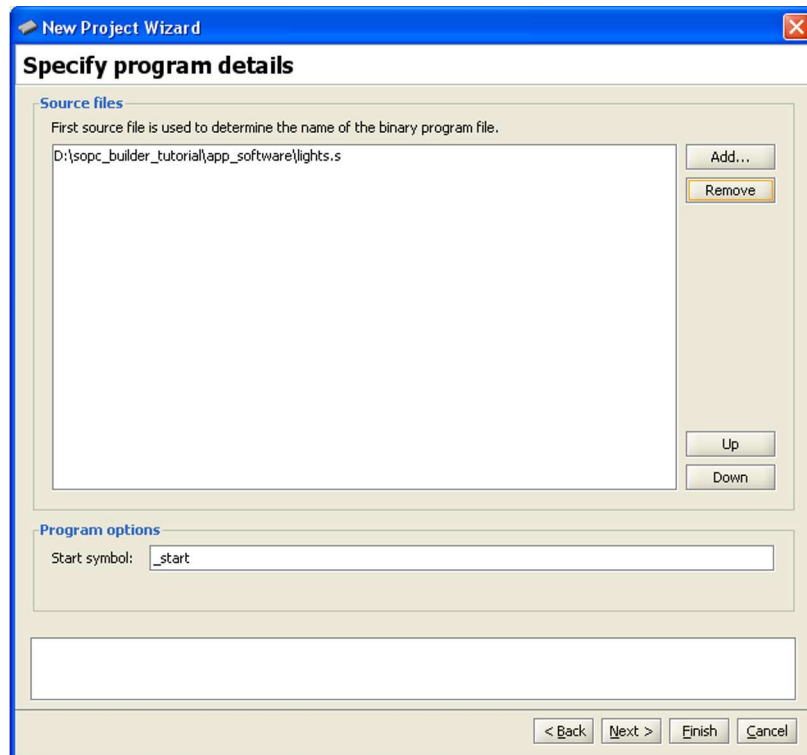 New Project Wizard
Specify program details
Source files
First source file is used to determine the name of the binary program file.
D:\sopc_builder_tutorial\app_software\lights.s
Add...
Remove
Up
Down
Program options
Start symbol: _start
< Back Next > Finish Cancel